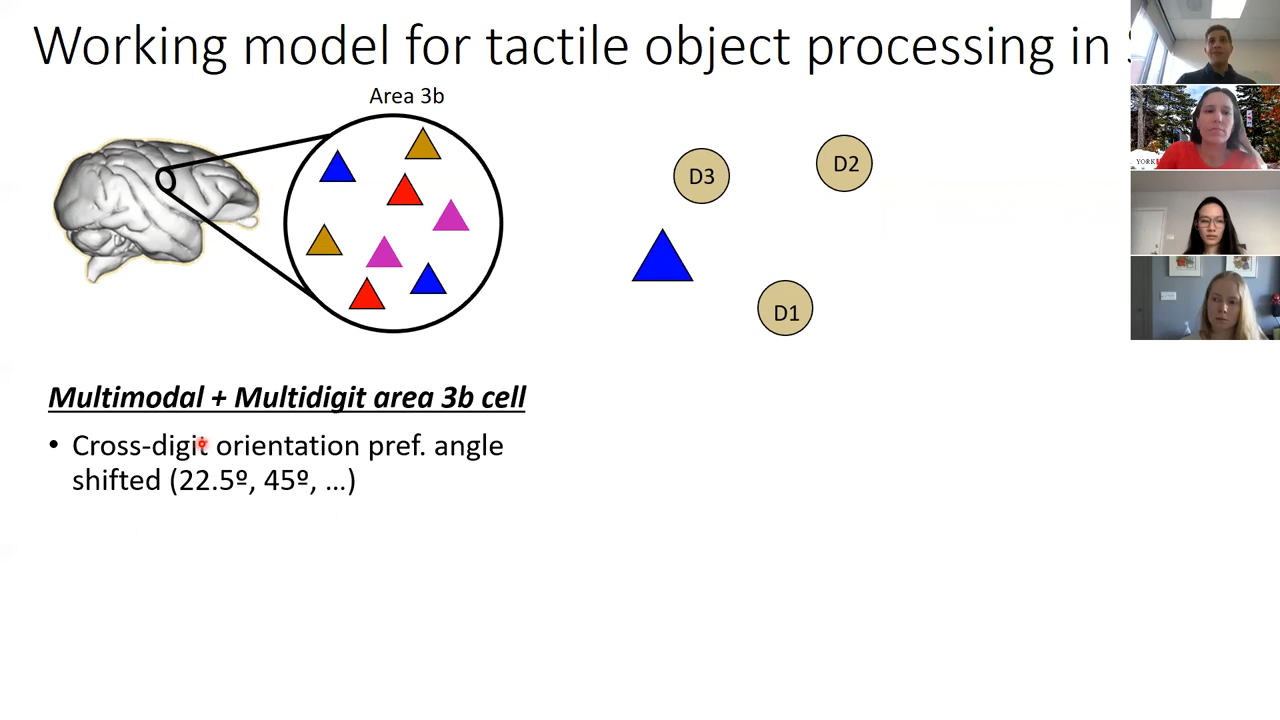 Working model for tactile object processing in
Area 3b
D3
D2
D1
YORK
Multimodal + Multidigit area 3b cell
• Cross-digit orientation pref. angle
shifted (22.5º, 45º, ...)